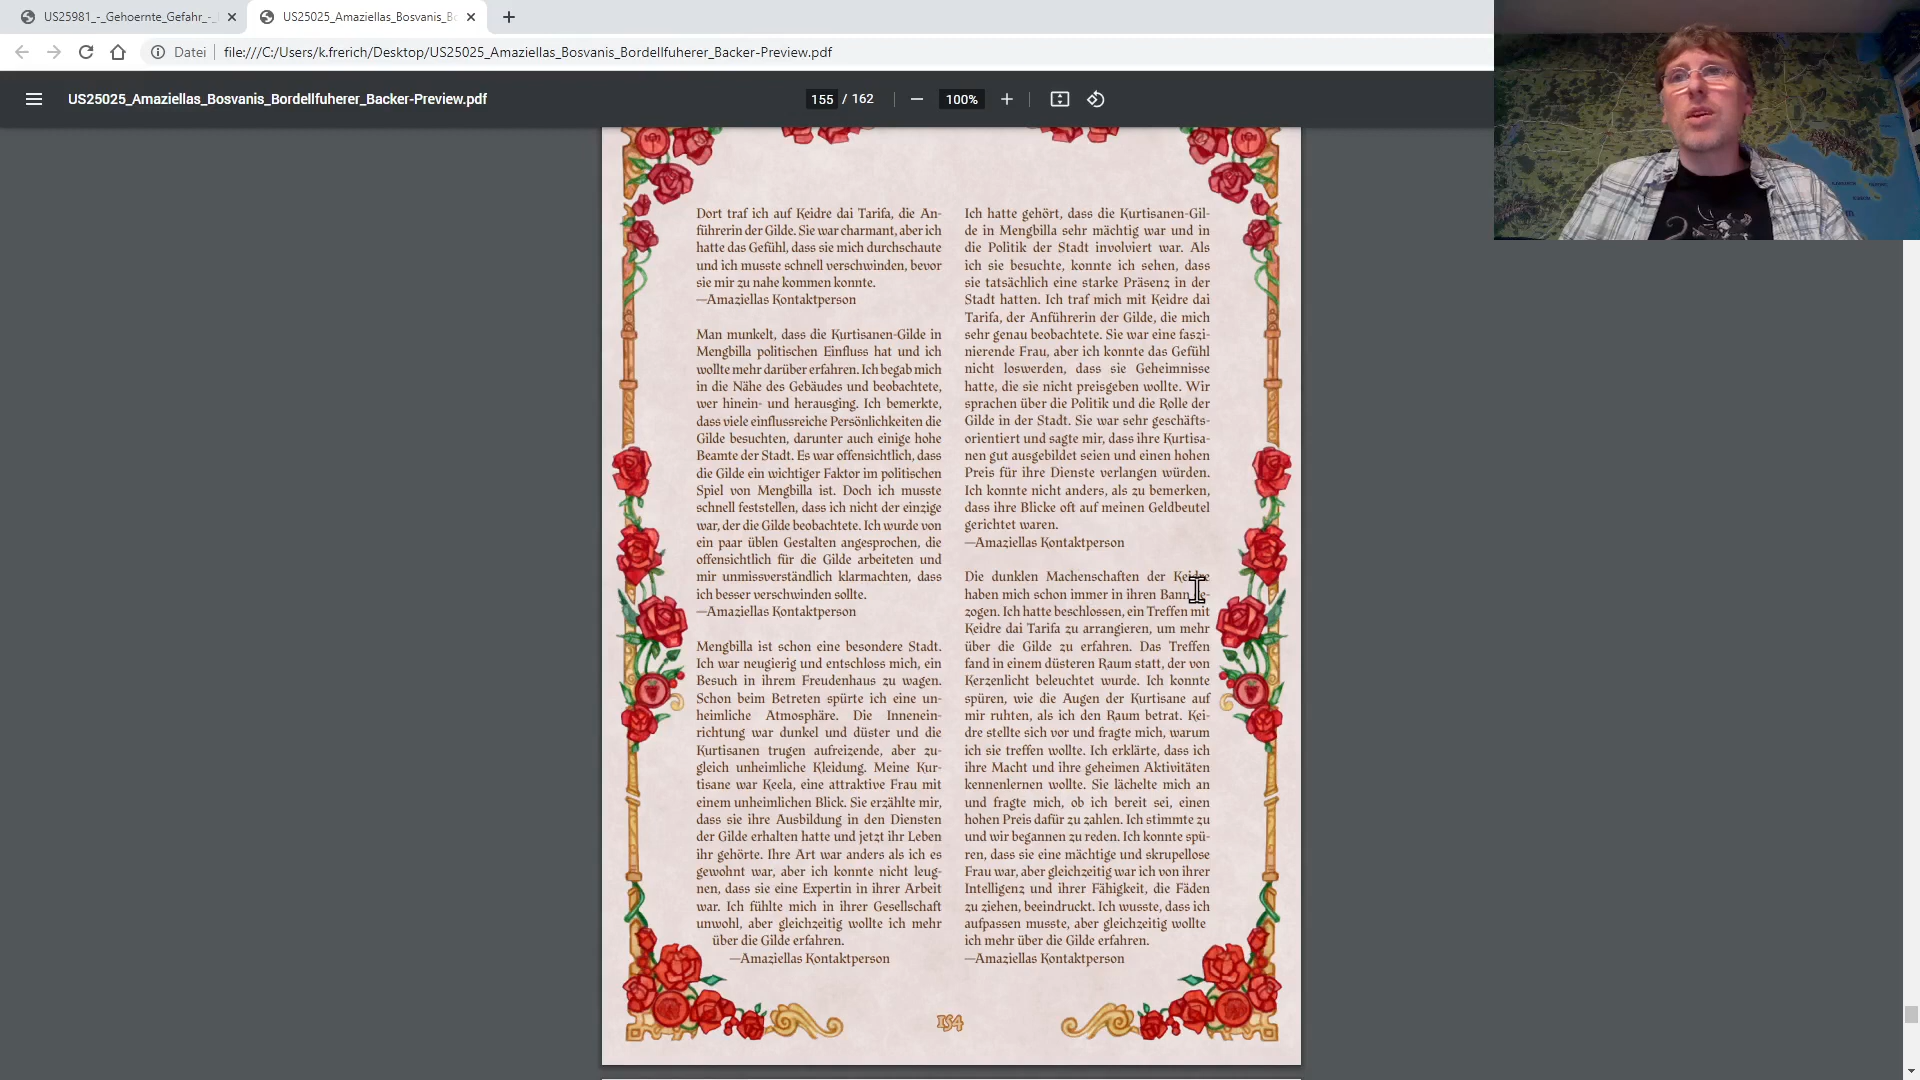 US25981_-_Gehoernte_Gefahr_-_
US25025_Amaziellas_Bosvanis_Bo
Datei
file:///C:/Users/k.frerich/Desktop/US25025_Amaziellas_Bosvanis_Bordellfuherer_Backer-Preview.pdf
US25025_Amaziellas_Bosvanis_Bordellfuherer_Backer-Preview.pdf
155 / 162
100%
Dort traf ich auf Keidre dai Tarifa, die An-
führerin der Gilde. Sie war charmant, aber ich
hatte das Gefühl, dass sie mich durchschaute
und ich musste schnell verschwinden, bevor
sie mir zu nahe kommen konnte.
—Amaziellas Kontaktperson
Man munkelt, dass die Kurtisanen-Gilde in
Mengbilla politischen Einfluss hat und ich
wollte mehr darüber erfahren. Ich begab mich
in die Nähe des Gebäudes und beobachtete,
wer hinein- und herausging. Ich bemerkte,
dass viele einflussreiche Persönlichkeiten die
Gilde besuchten, darunter auch einige hohe
Beamte der Stadt. Es war offensichtlich, dass
die Gilde ein wichtiger Faktor im politischen
Spiel von Mengbilla ist. Doch ich musste
schnell feststellen, dass ich nicht der einzige
war, der die Gilde beobachtete. Ich wurde von
ein paar üblen Gestalten angesprochen, die
offensichtlich für die Gilde arbeiteten und
mir unmissverständlich klarmachten, dass
ich besser verschwinden sollte.
—Amaziellas Kontaktperson
Mengbilla ist schon eine besondere Stadt.
Ich war neugierig und entschloss mich, ein
Besuch in ihrem Freudenhaus zu wagen.
Schon beim Betreten spürte ich eine un-
heimliche Atmosphäre. Die Innenein-
richtung war dunkel und düster und die
Kurtisanen trugen aufreizende, aber zu-
gleich unheimliche Kleidung. Meine Kur-
tisane war Keela, eine attraktive Frau mit
einem unheimlichen Blick. Sie erzählte mir,
dass sie ihre Ausbildung in den Diensten
der Gilde erhalten hatte und jetzt ihr Leben
ihr gehörte. Ihre Art war anders als ich es
gewohnt war, aber ich konnte nicht leug-
nen, dass sie eine Expertin in ihrer Arbeit
war. Ich fühlte mich in ihrer Gesellschaft
unwohl, aber gleichzeitig wollte ich mehr
über die Gilde erfahren.
—Amaziellas Kontaktperson
Ich hatte gehört, dass die Kurtisanen-Gil-
de in Mengbilla sehr mächtig war und in
die Politik der Stadt involviert war. Als
ich sie besuchte, konnte ich sehen, dass
sie tatsächlich eine starke Präsenz in der
Stadt hatten. Ich traf mich mit Keidre dai
Tarifa, der Anführerin der Gilde, die mich
sehr genau beobachtete. Sie war eine faszi-
nierende Frau, aber ich konnte das Gefühl
nicht loswerden, dass sie Geheimnisse
hatte, die sie nicht preisgeben wollte. Wir
sprachen über die Politik und die Rolle der
Gilde in der Stadt. Sie war sehr geschäfts-
orientiert und sagte mir, dass ihre Kurtisa-
nen gut ausgebildet seien und einen hohen
Preis für ihre Dienste verlangen würden.
Ich konnte nicht anders, als zu bemerken,
dass ihre Blicke oft auf meinen Geldbeutel
gerichtet waren.
—Amaziellas Kontaktperson
Die dunklen Machenschaften der Keidre
haben mich schon immer in ihren Bann ge-
zogen. Ich hatte beschlossen, ein Treffen mit
Keidre dai Tarifa zu arrangieren, um mehr
über die Gilde zu erfahren. Das Treffen
fand in einem düsteren Raum statt, der von
Kerzenlicht beleuchtet wurde. Ich konnte
spüren, wie die Augen der Kurtisane auf
mir ruhten, als ich den Raum betrat. Kei-
dre stellte sich vor und fragte mich, warum
ich sie treffen wollte. Ich erklärte, dass ich
ihre Macht und ihre geheimen Aktivitäten
kennenlernen wollte. Sie lächelte mich an
und fragte mich, ob ich bereit sei, einen
hohen Preis dafür zu zahlen. Ich stimmte zu
und wir begannen zu reden. Ich konnte spü-
ren, dass sie eine mächtige und skrupellose
Frau war, aber gleichzeitig war ich von ihrer
Intelligenz und ihrer Fähigkeit, die Fäden
zu ziehen, beeindruckt. Ich wusste, dass ich
aufpassen musste, aber gleichzeitig wollte
ich mehr über die Gilde erfahren.
—Amaziellas Kontaktperson
154